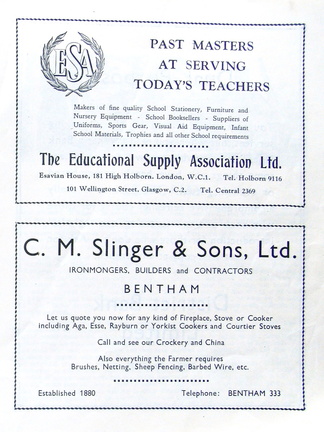 ESA
PAST MASTERS
AT SERVING
TODAY'S TEACHERS
Makers of fine quality School Stationery, Furniture and
Nursery Equipment - School Booksellers - Suppliers of
Uniforms, Sports Gear, Visual Aid Equipment, Infant
School Materials, Trophies and all other School requirements
The Educational Supply Association Ltd.
Esavian House, 181 High Holborn, London, W.C.1. Tel. Holborn 9116
101 Wellington Street, Glasgow, C.2. Tel. Central 2369
C. M. Slinger & Sons, Ltd.
IRONMONGERS, BUILDERS and CONTRACTORS
BENTHAM
Let us quote you now for any kind of Fireplace, Stove or Cooker
including Aga, Esse, Rayburn or Yorkist Cookers and Courtier Stoves
Call and see our Crockery and China
Also everything the Farmer requires
Brushes, Netting, Sheep Fencing, Barbed Wire, etc.
Established 1880 Telephone: BENTHAM 333